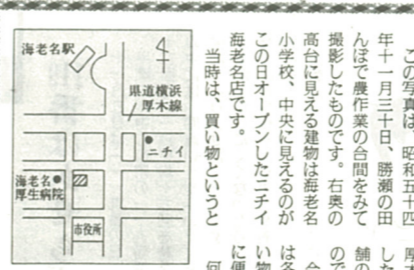 この写真は、昭和五十四
年十一月三十日、勝瀬の田
んぼで農作業の合間をみて
撮影したものです。右奥の
高台に見える建物は海老名
小学校、中央に見えるのが
この日オープンしたニチイ
海老名店です。
当時は、買い物というと
海老名駅
県道横浜
厚木線
ニチイ
海老名
厚生病院
市役所